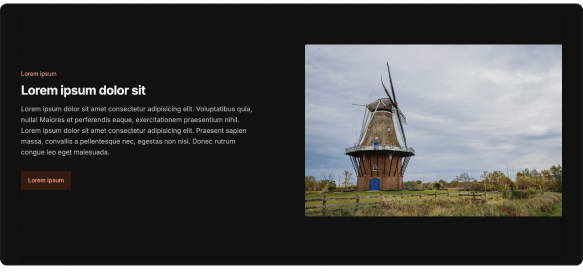 Lorem ipsum
Lorem ipsum dolor sit
Lorem ipsum dolor sit amet consectetur adipisicing elit. Voluptatibus quia,
nulla! Maiores et perferendis eaque, exercitationem praesentium nihil.
Lorem ipsum dolor sit amet consectetur adipisicing elit. Praesent sapien
massa, convallis a pellentesque nec, egestas non nisi. Donec rutrum
congue leo eget malesuada.
Lorem ipsum